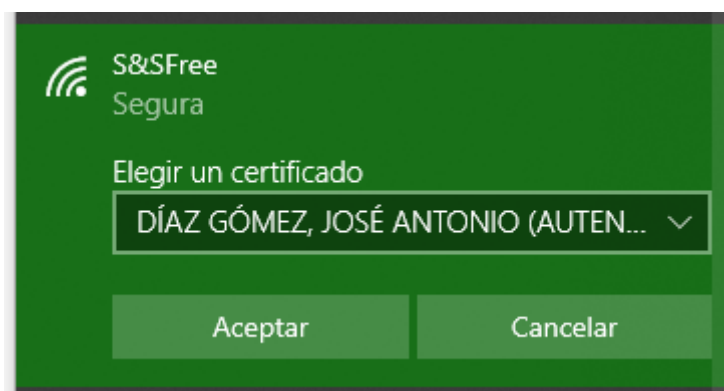 S&SFree
Segura
Elegir un certificado
DÍAZ GÓMEZ, JOSÉ ANTONIO (AUTEN...
Aceptar Cancelar